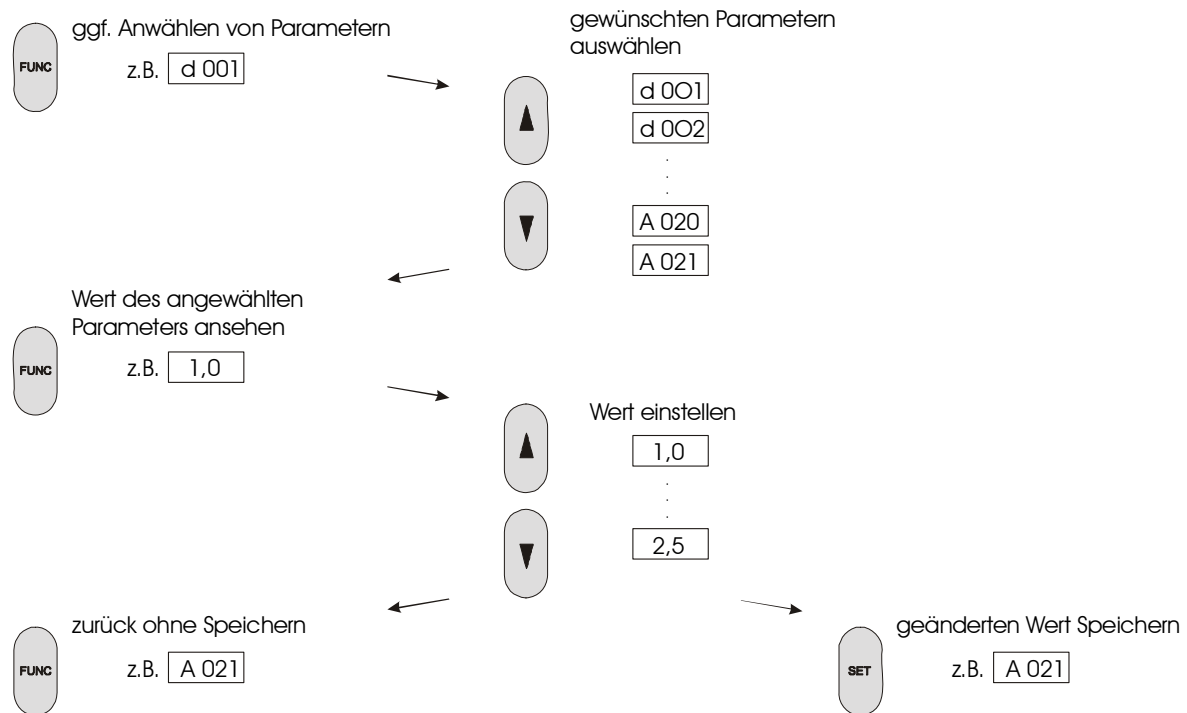 FUNC
ggf. Anwählen von Parametern
z.B. d 001
gewünschten Parametern
auswählen
d 0O1
d 0O2
A 020
A 021
Wert des angewählten
Parameters ansehen
FUNC
z.B. 1,0
Wert einstellen
1,0
2,5
zurück ohne Speichern
FUNC
z.B. A 021
geänderten Wert Speichern
SET
z.B. A 021